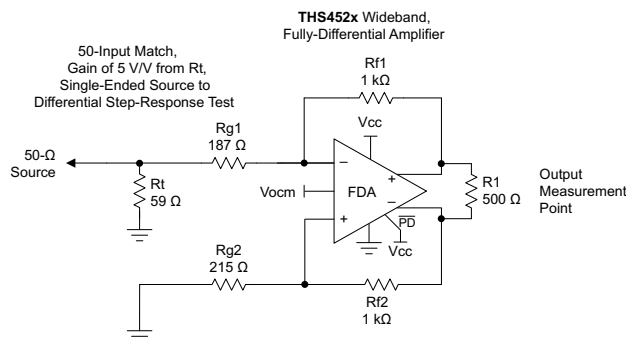 THS452x Wideband,
Fully-Differential Amplifier
50-Input Match,
Gain of 5 V/V from Rt,
Single-Ended Source to
Differential Step-Response Test
Rf1
1 kΩ
Rg1
187 Ω
Vcc
50-Ω
Source
Rt
59 Ω
Vocm
−
+
FDA
+
−
PD
Vcc
R1
500 Ω
Output
Measurement
Point
Rg2
215 Ω
Rf2
1 kΩ